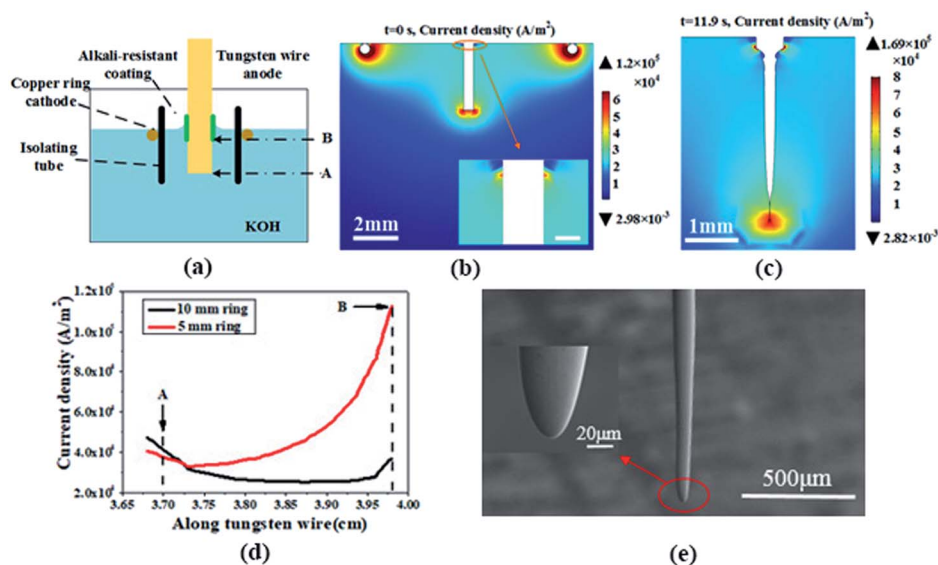 Alkali-resistant
coating
Tungsten wire
anode
Copper ring
cathode
B
Isolating
tube
A
KOH
(a)
t=0 s, Current density (A/m²)
1.2×10⁵
×10⁴
6
5
4
3
2
1
2.98×10⁻³
2mm
(b)
t=11.9 s, Current density (A/m²)
1.69×10⁵
×10⁴
8
7
6
5
4
3
2
1
2.82×10⁻³
1mm
(c)
Current density (A/m²)
1.0x10⁵
8.0x10⁴
6.0x10⁴
4.0x10⁴
2.0x10⁴
10 mm ring
5 mm ring
B
A
3.65 3.70 3.75 3.80 3.85 3.90 3.95 4.00
Along tungsten wire(cm)
(d)
20μm
500μm
(e)